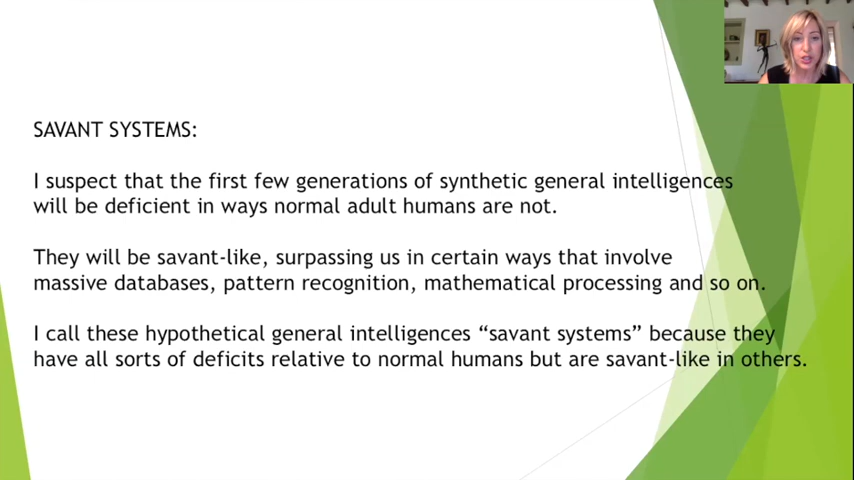 SAVANT SYSTEMS:
I suspect that the first few generations of synthetic general intelligences
will be deficient in ways normal adult humans are not.
They will be savant-like, surpassing us in certain ways that involve
massive databases, pattern recognition, mathematical processing and so on.
I call these hypothetical general intelligences “savant systems” because they
have all sorts of deficits relative to normal humans but are savant-like in others.